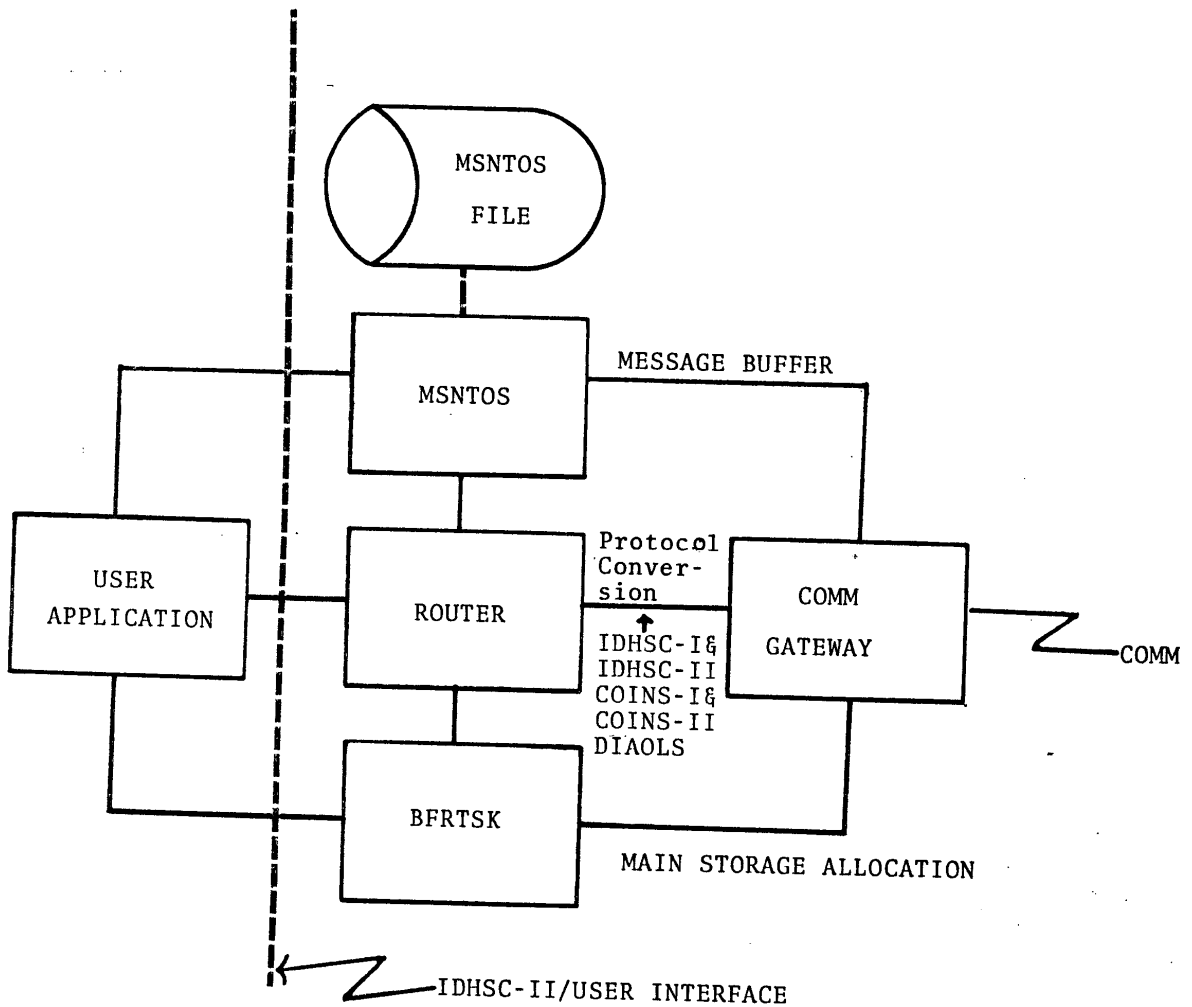 MSNTOS
FILE
MESSAGE BUFFER
MSNTOS
USER
APPLICATION
ROUTER
Protocol
Conver-
sion
IDHSC-I&
IDHSC-II
COINS-I&
COINS-II
DIAOLS
COMM
GATEWAY
COMM
BFRTSK
MAIN STORAGE ALLOCATION
IDHSC-II/USER INTERFACE